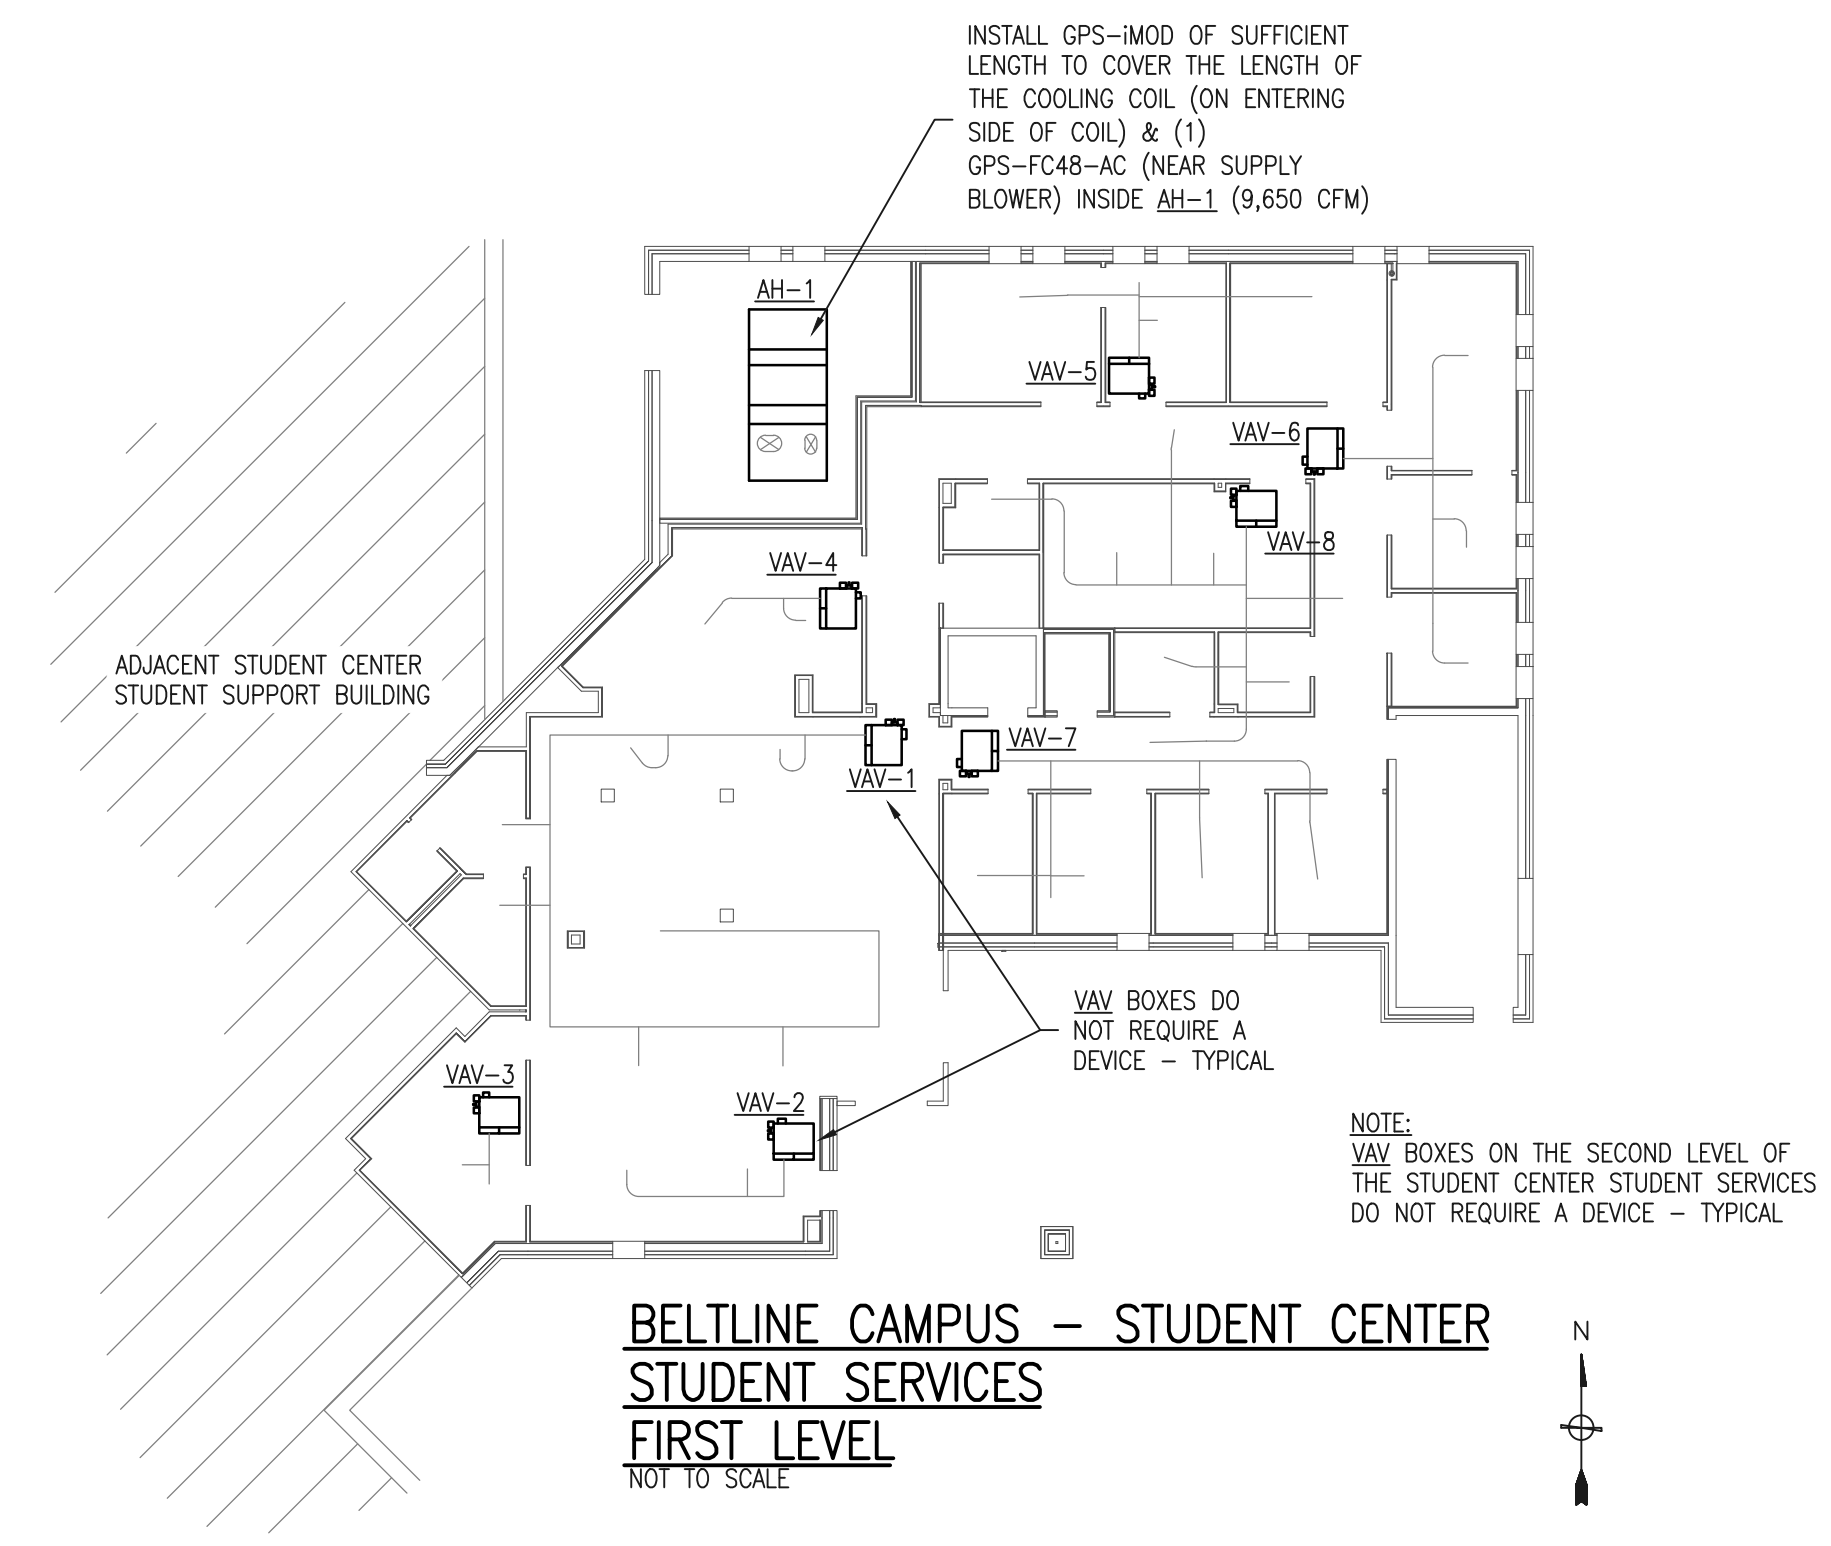 INSTALL GPS-iMOD OF SUFFICIENT
LENGTH TO COVER THE LENGTH OF
THE COOLING COIL (ON ENTERING
SIDE OF COIL) & (1)
GPS-FC48-AC (NEAR SUPPLY
BLOWER) INSIDE AH-1 (9,650 CFM)
AH-1
VAV-5
VAV-6
VAV-8
VAV-4
ADJACENT STUDENT CENTER
STUDENT SUPPORT BUILDING
VAV-7
VAV-1
VAV BOXES DO
NOT REQUIRE A
DEVICE - TYPICAL
VAV-3
VAV-2
NOTE:
VAV BOXES ON THE SECOND LEVEL OF
THE STUDENT CENTER STUDENT SERVICES
DO NOT REQUIRE A DEVICE - TYPICAL
BELTLINE CAMPUS - STUDENT CENTER
STUDENT SERVICES
FIRST LEVEL
NOT TO SCALE
N